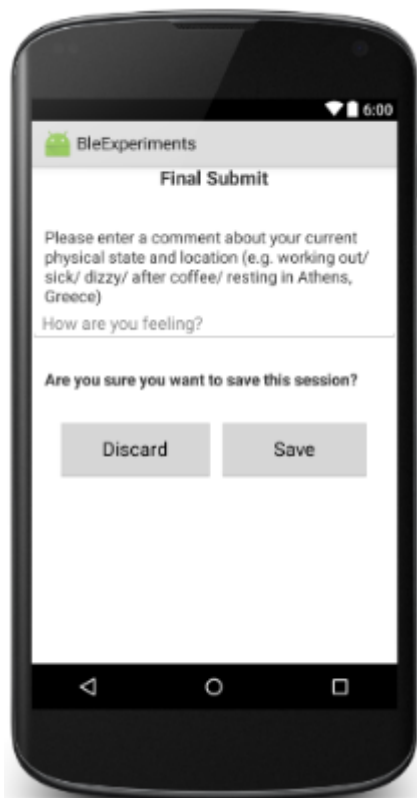 6:00
BleExperiments
Final Submit
Please enter a comment about your current
physical state and location (e.g. working out/
sick/ dizzy/ after coffee/ resting in Athens,
Greece)
How are you feeling?
Are you sure you want to save this session?
Discard Save